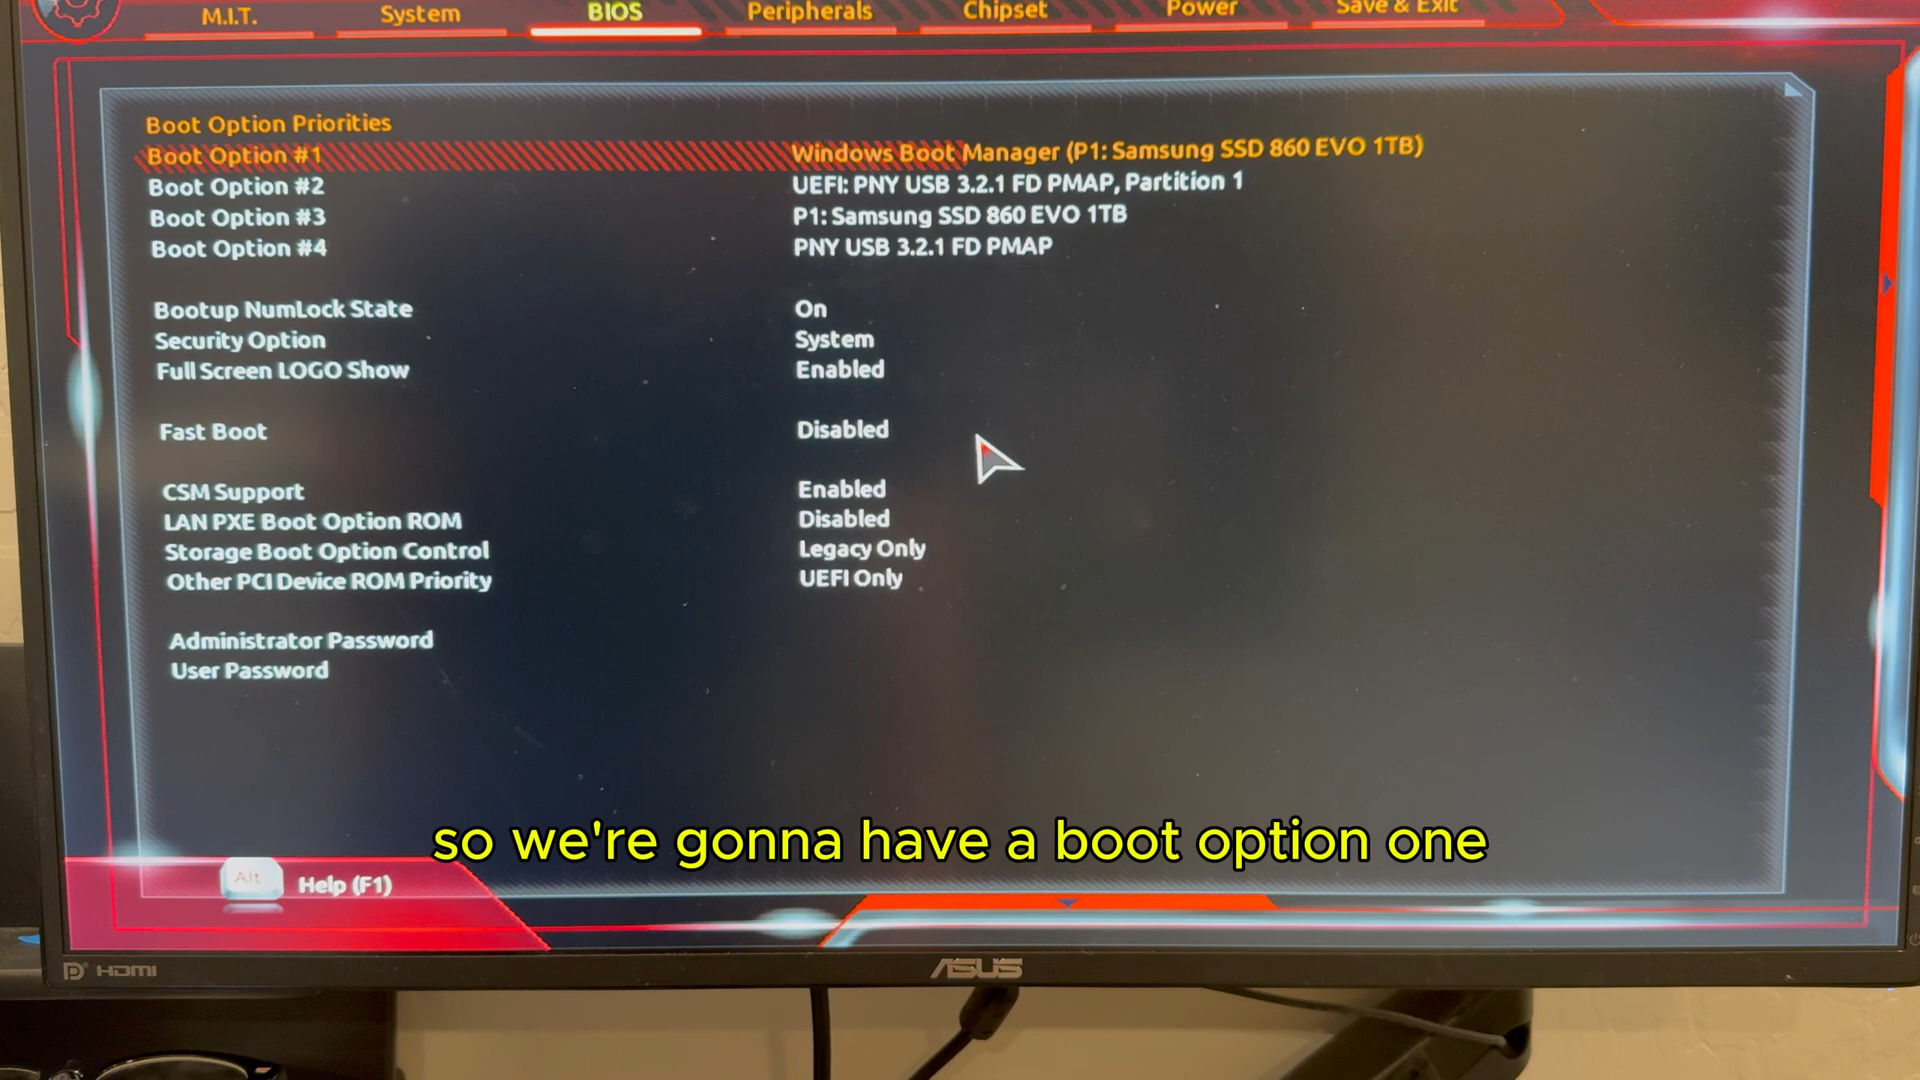 M.I.T. System BIOS Peripherals Chipset Power Save & Exit
Boot Option Priorities
Boot Option #1 Windows Boot Manager (P1: Samsung SSD 860 EVO 1TB)
Boot Option #2 UEFI: PNY USB 3.2.1 FD PMAP, Partition 1
Boot Option #3 P1: Samsung SSD 860 EVO 1TB
Boot Option #4 PNY USB 3.2.1 FD PMAP
Bootup NumLock State On
Security Option System
Full Screen LOGO Show Enabled
Fast Boot Disabled
CSM Support Enabled
LAN PXE Boot Option ROM Disabled
Storage Boot Option Control Legacy Only
Other PCI Device ROM Priority UEFI Only
Administrator Password
User Password
so we're gonna have a boot option one
Alt Help (F1)
HDMI ASUS